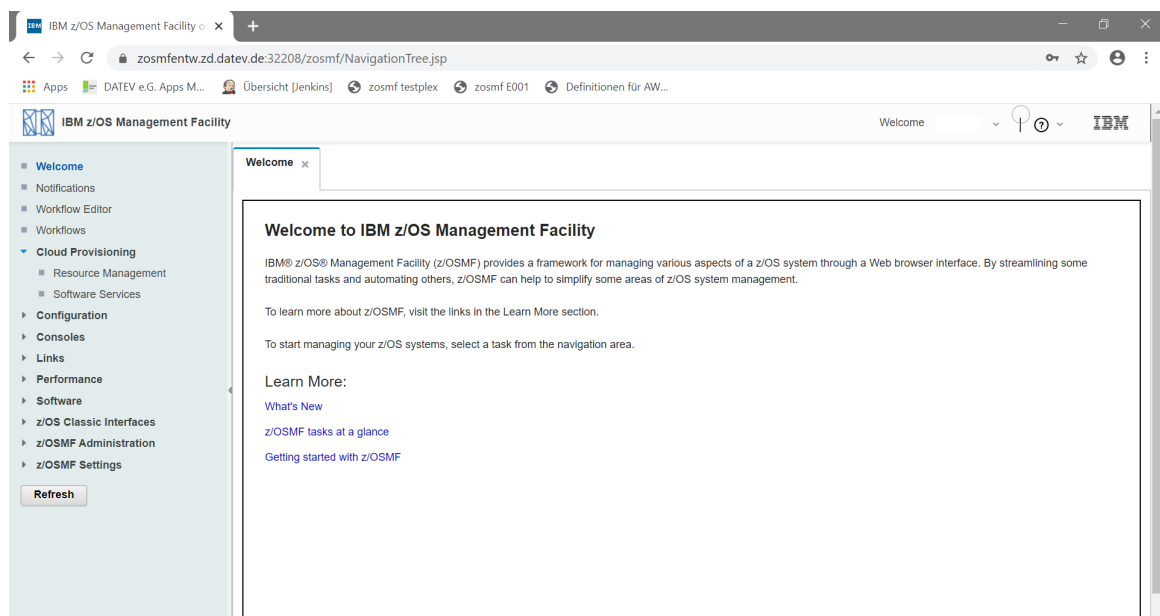 IBM IBM z/OS Management Facility o
zosmfentw.zd.datev.de:32208/zosmf/NavigationTree.jsp
Apps DATEV e.G. Apps M... Übersicht [Jenkins] zosmf testplex zosmf E001 Definitionen für AW...
IBM z/OS Management Facility Welcome IBM
Welcome
Notifications
Workflow Editor
Workflows
Cloud Provisioning
Resource Management
Software Services
Configuration
Consoles
Links
Performance
Software
z/OS Classic Interfaces
z/OSMF Administration
z/OSMF Settings
Refresh
Welcome
Welcome to IBM z/OS Management Facility
IBM® z/OS® Management Facility (z/OSMF) provides a framework for managing various aspects of a z/OS system through a Web browser interface. By streamlining some
traditional tasks and automating others, z/OSMF can help to simplify some areas of z/OS system management.
To learn more about z/OSMF, visit the links in the Learn More section.
To start managing your z/OS systems, select a task from the navigation area.
Learn More:
What's New
z/OSMF tasks at a glance
Getting started with z/OSMF